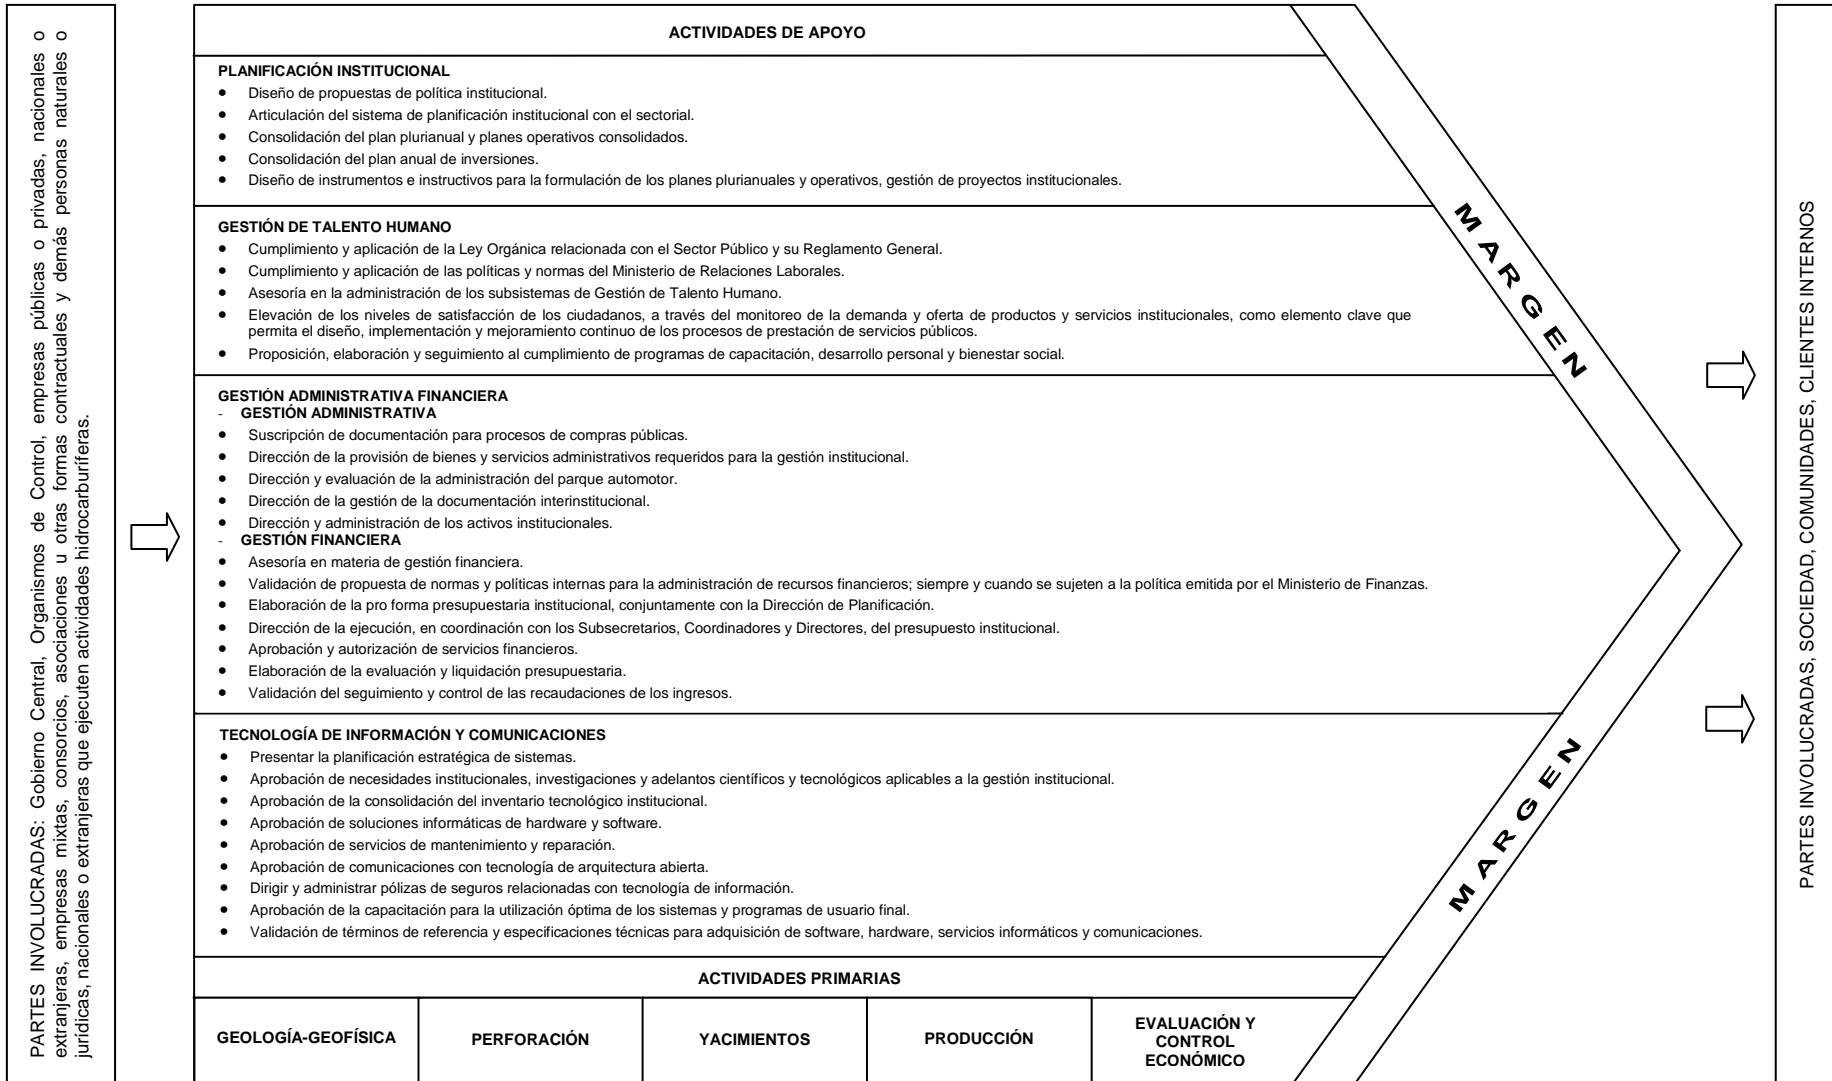 PARTES INVOLUCRADAS: Gobierno Central, Organismos de Control, empresas públicas o privadas, nacionales o
extranjeras, empresas mixtas, consorcios, asociaciones u otras formas contractuales y demás personas naturales o
jurídicas, nacionales o extranjeras que ejecuten actividades hidrocarburíferas.
ACTIVIDADES DE APOYO
PLANIFICACIÓN INSTITUCIONAL
• Diseño de propuestas de política institucional.
• Articulación del sistema de planificación institucional con el sectorial.
• Consolidación del plan plurianual y planes operativos consolidados.
• Consolidación del plan anual de inversiones.
• Diseño de instrumentos e instructivos para la formulación de los planes plurianuales y operativos, gestión de proyectos institucionales.
GESTIÓN DE TALENTO HUMANO
• Cumplimiento y aplicación de la Ley Orgánica relacionada con el Sector Público y su Reglamento General.
• Cumplimiento y aplicación de las políticas y normas del Ministerio de Relaciones Laborales.
• Asesoría en la administración de los subsistemas de Gestión de Talento Humano.
• Elevación de los niveles de satisfacción de los ciudadanos, a través del monitoreo de la demanda y oferta de productos y servicios institucionales, como elemento clave que
permita el diseño, implementación y mejoramiento continuo de los procesos de prestación de servicios públicos.
• Proposición, elaboración y seguimiento al cumplimiento de programas de capacitación, desarrollo personal y bienestar social.
GESTIÓN ADMINISTRATIVA FINANCIERA
- GESTIÓN ADMINISTRATIVA
• Suscripción de documentación para procesos de compras públicas.
• Dirección de la provisión de bienes y servicios administrativos requeridos para la gestión institucional.
• Dirección y evaluación de la administración del parque automotor.
• Dirección de la gestión de la documentación interinstitucional.
• Dirección y administración de los activos institucionales.
- GESTIÓN FINANCIERA
• Asesoría en materia de gestión financiera.
• Validación de propuesta de normas y políticas internas para la administración de recursos financieros; siempre y cuando se sujeten a la política emitida por el Ministerio de Finanzas.
• Elaboración de la pro forma presupuestaria institucional, conjuntamente con la Dirección de Planificación.
• Dirección de la ejecución, en coordinación con los Subsecretarios, Coordinadores y Directores, del presupuesto institucional.
• Aprobación y autorización de servicios financieros.
• Elaboración de la evaluación y liquidación presupuestaria.
• Validación del seguimiento y control de las recaudaciones de los ingresos.
TECNOLOGÍA DE INFORMACIÓN Y COMUNICACIONES
• Presentar la planificación estratégica de sistemas.
• Aprobación de necesidades institucionales, investigaciones y adelantos científicos y tecnológicos aplicables a la gestión institucional.
• Aprobación de la consolidación del inventario tecnológico institucional.
• Aprobación de soluciones informáticas de hardware y software.
• Aprobación de servicios de mantenimiento y reparación.
• Aprobación de comunicaciones con tecnología de arquitectura abierta.
• Dirigir y administrar pólizas de seguros relacionadas con tecnología de información.
• Aprobación de la capacitación para la utilización óptima de los sistemas y programas de usuario final.
• Validación de términos de referencia y especificaciones técnicas para adquisición de software, hardware, servicios informáticos y comunicaciones.
ACTIVIDADES PRIMARIAS
GEOLOGÍA-GEOFÍSICA
PERFORACIÓN
YACIMIENTOS
PRODUCCIÓN
EVALUACIÓN Y
CONTROL
ECONÓMICO
MARGEN
MARGEN
PARTES INVOLUCRADAS, SOCIEDAD, COMUNIDADES, CLIENTES INTERNOS